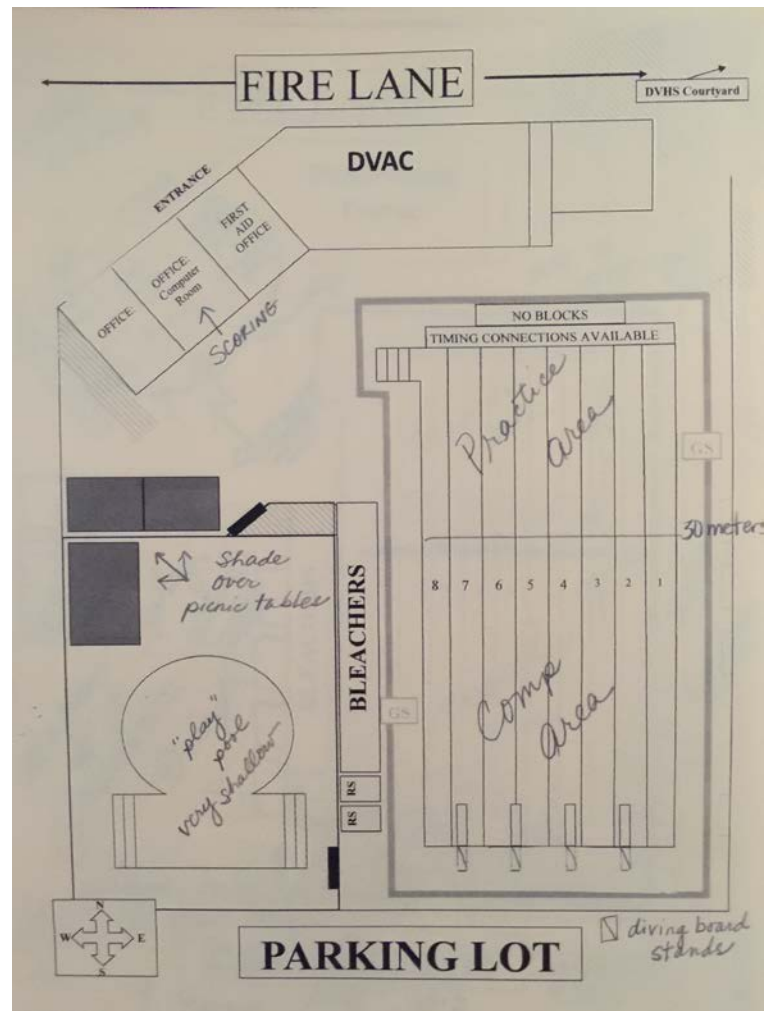 FIRE LANE
DVHS Courtyard
DVAC
ENTRANCE
FIRST
AID
OFFICE
OFFICE:
Computer
Room
OFFICE:
SCORING
NO BLOCKS
TIMING CONNECTIONS AVAILABLE
Practice
area
GS
30 meters
Shade
over
picnic tables
BLEACHERS
8 7 6 5 4 3 2 1
Comp
area
GS
"play"
pool
very shallow
RS
RS
N
W E
S
PARKING LOT
diving board
stands